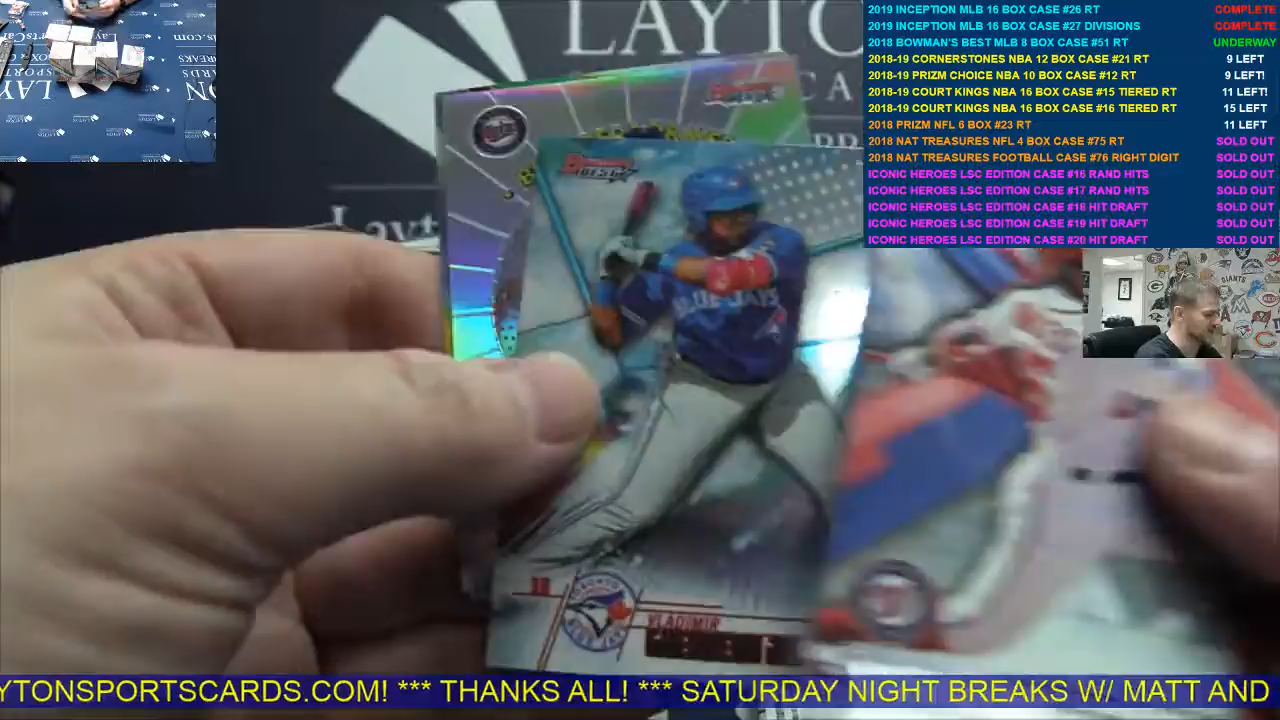 2019 INCEPTION MLB 16 BOX CASE #26 RT COMPLETE
2019 INCEPTION MLB 16 BOX CASE #27 DIVISIONS COMPLETE
2018 BOWMAN'S BEST MLB 8 BOX CASE #51 RT UNDERWAY
2018-19 CORNERSTONES NBA 12 BOX CASE #21 RT 9 LEFT
2018-19 PRIZM CHOICE NBA 10 BOX CASE #12 RT 9 LEFT!
2018-19 COURT KINGS NBA 16 BOX CASE #15 TIERED RT 11 LEFT!
2018-19 COURT KINGS NBA 16 BOX CASE #16 TIERED RT 15 LEFT
2018 PRIZM NFL 6 BOX #23 RT 11 LEFT
2018 NAT TREASURES NFL 4 BOX CASE #75 RT SOLD OUT
2018 NAT TREASURES FOOTBALL CASE #76 RIGHT DIGIT SOLD OUT
ICONIC HEROES LSC EDITION CASE #16 RAND HITS SOLD OUT
ICONIC HEROES LSC EDITION CASE #17 RAND HITS SOLD OUT
ICONIC HEROES LSC EDITION CASE #18 HIT DRAFT SOLD OUT
ICONIC HEROES LSC EDITION CASE #19 HIT DRAFT SOLD OUT
ICONIC HEROES LSC EDITION CASE #20 HIT DRAFT SOLD OUT
LAYTO
BEST
BLUE JAYS
VLADIMIR
YTONSPORTSCARDS.COM! *** THANKS ALL! *** SATURDAY NIGHT BREAKS W/ MATT AND